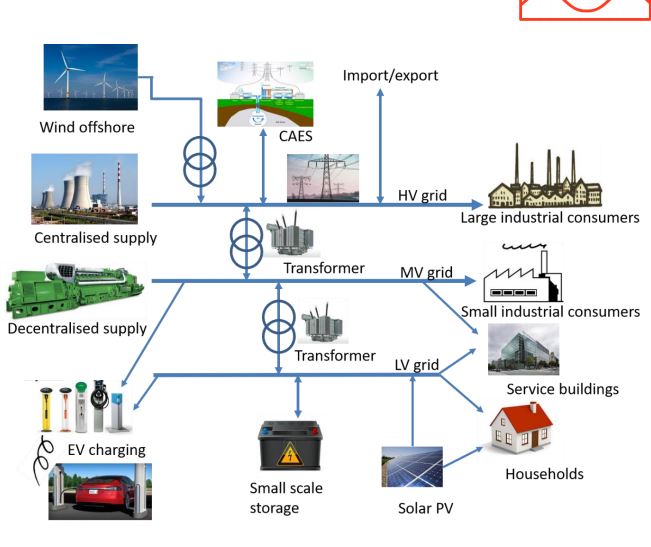 Import/export
Wind offshore
CAES
HV grid
Large industrial consumers
Centralised supply
Transformer
MV grid
Small industrial consumers
Decentralised supply
Transformer
LV grid
Service buildings
EV charging
Households
Small scale
storage
Solar PV